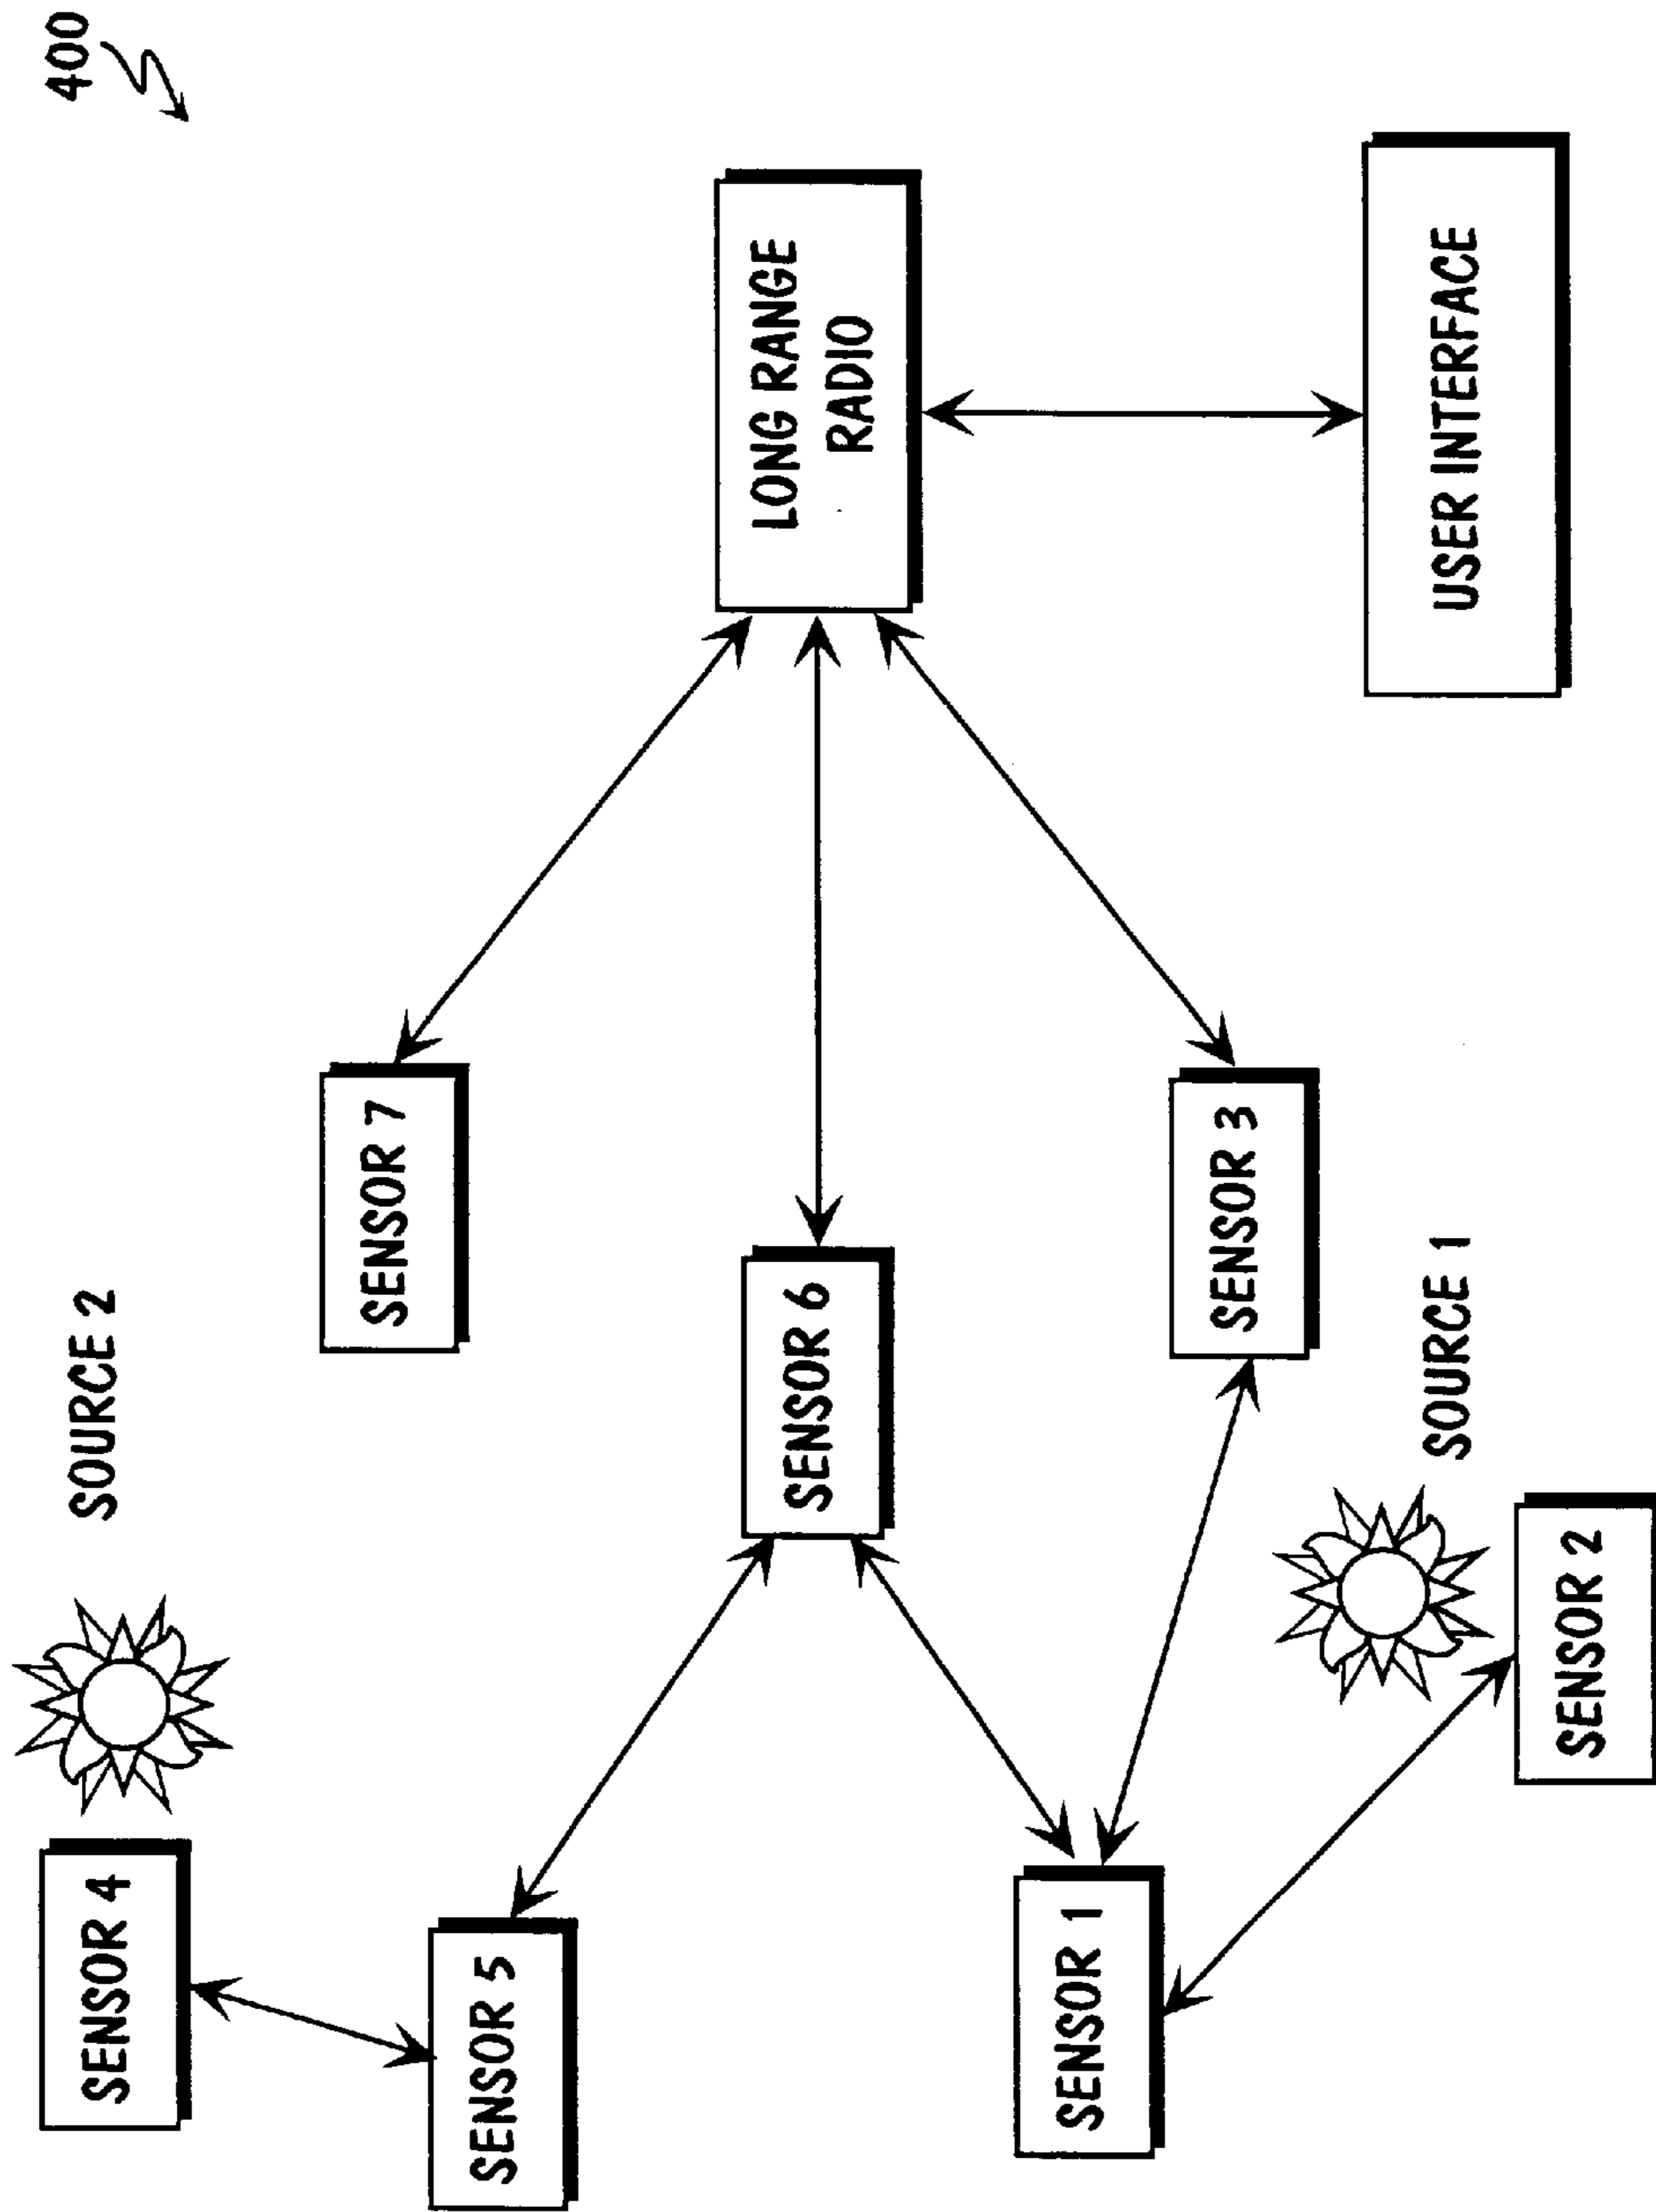 400
SOURCE 2
SENSOR 4
SENSOR 7
SENSOR 5
LONG RANGE
RADIO
SENSOR 6
SENSOR 1
SENSOR 3
SOURCE 1
USER INTERFACE
SENSOR 2